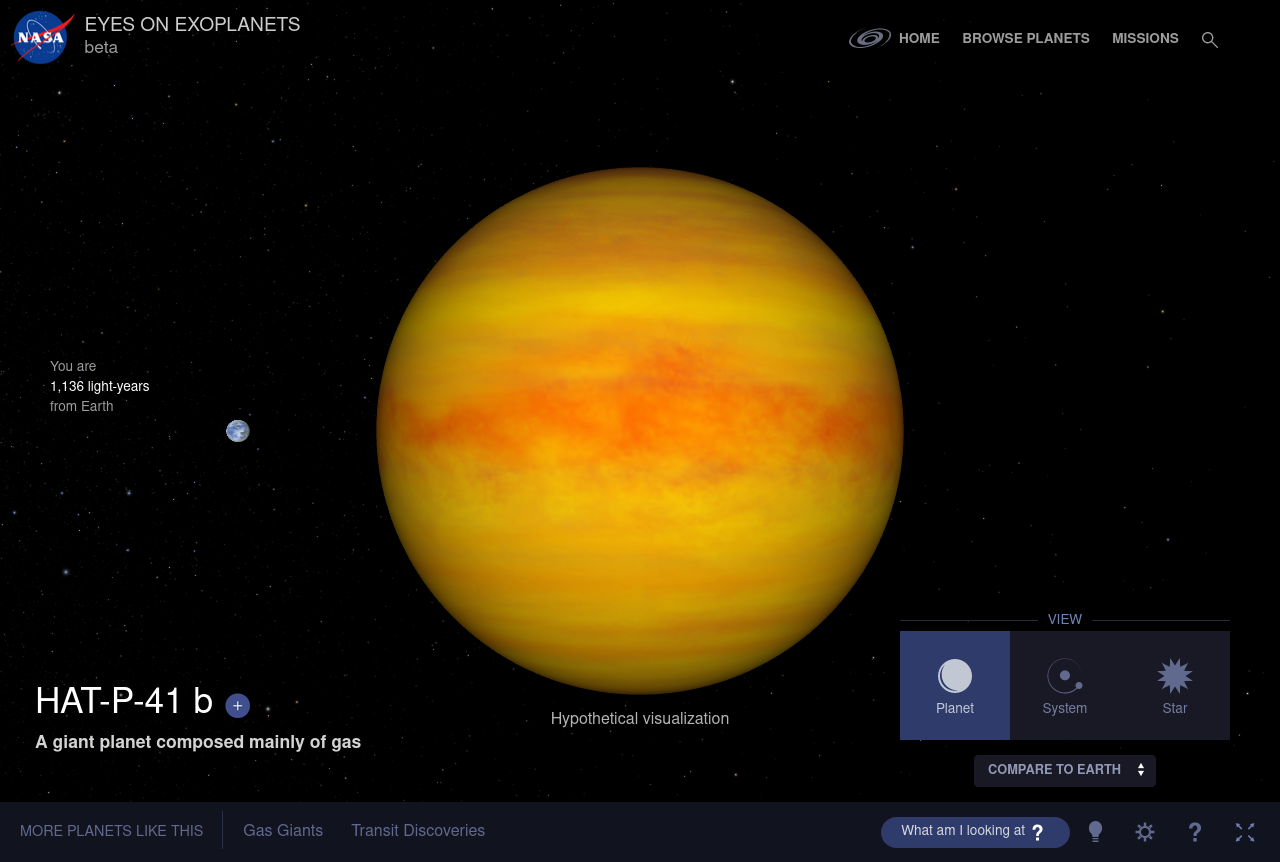 NASA
EYES ON EXOPLANETS
beta
HOME
BROWSE PLANETS
MISSIONS
You are
1,136 light-years
from Earth
HAT-P-41 b +
A giant planet composed mainly of gas
Hypothetical visualization
VIEW
Planet
System
Star
COMPARE TO EARTH
MORE PLANETS LIKE THIS
Gas Giants
Transit Discoveries
What am I looking at ?
?